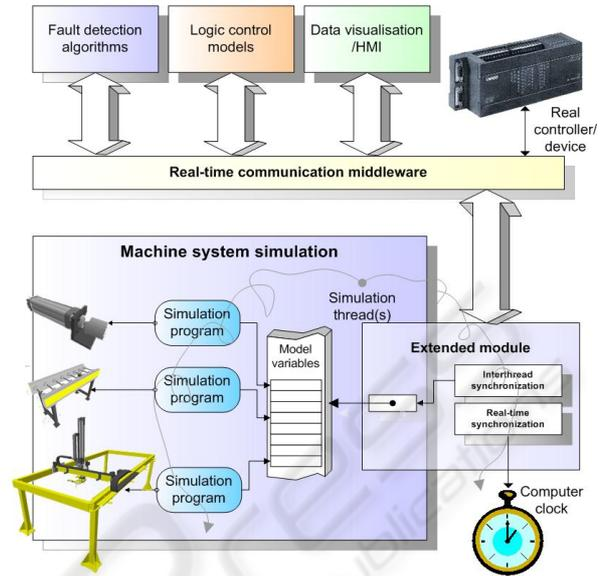 Fault detection
algorithms
Logic control
models
Data visualisation
/HMI
Real
controller/
device
Real-time communication middleware
Machine system simulation
Simulation
thread(s)
Simulation
program
Model
variables
Extended module
Interthread
synchronization
Simulation
program
Real-time
synchronization
Simulation
program
Computer
clock